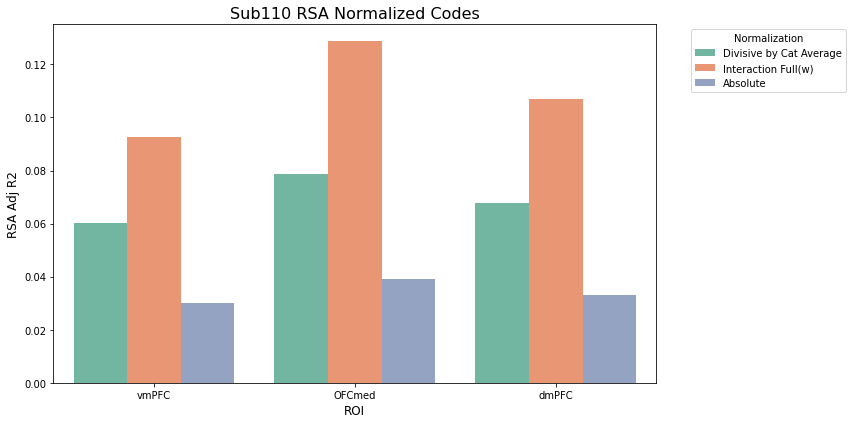 Sub110 RSA Normalized Codes
Normalization
Divisive by Cat Average
Interaction Full(w)
Absolute
RSA Adj R2
0.12
0.10
0.08
0.06
0.04
0.02
0.00
vmPFC
OFCmed
dmPFC
ROI